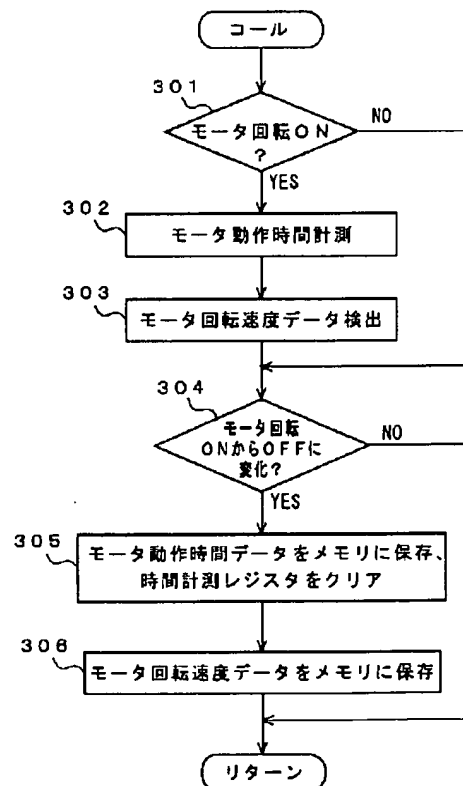 コール
301
モータ回転ON
?
NO
YES
302
モータ動作時間計測
303
モータ回転速度データ検出
304
モータ回転
ONからOFFに
変化?
NO
YES
305
モータ動作時間データをメモリに保存、
時間計測レジスタをクリア
306
モータ回転速度データをメモリに保存
リターン